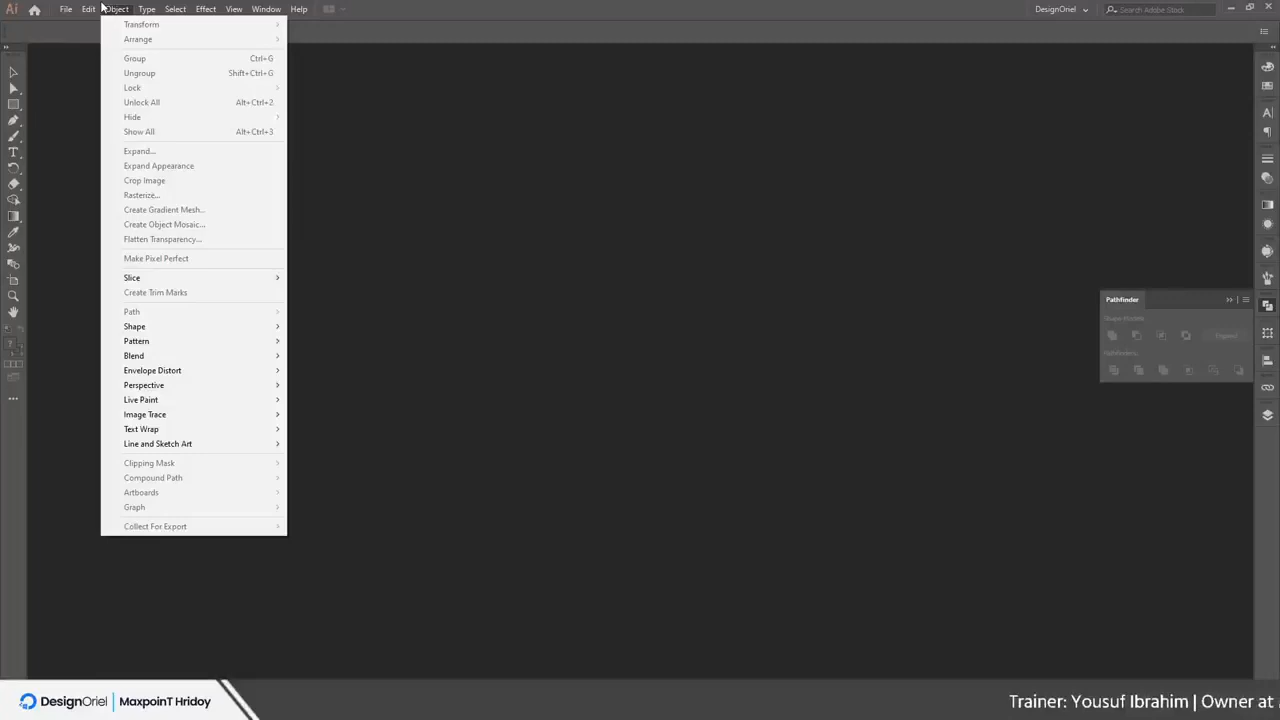 Ai File Edit Object Type Select Effect View Window Help DesignOriel Search Adobe Stock
Transform
Arrange
Group Ctrl+G
Ungroup Shift+Ctrl+G
Lock
Unlock All Alt+Ctrl+2
Hide
Show All Alt+Ctrl+3
Expand...
Expand Appearance
Crop Image
Rasterize...
Create Gradient Mesh...
Create Object Mosaic...
Flatten Transparency...
Make Pixel Perfect
Slice
Create Trim Marks
Path
Shape
Pattern
Blend
Envelope Distort
Perspective
Live Paint
Image Trace
Text Wrap
Line and Sketch Art
Clipping Mask
Compound Path
Artboards
Graph
Collect For Export
Pathfinder
Shape Modes:
Expand
Pathfinders:
DesignOriel MaxpoinT Hridoy
Trainer: Yousuf Ibrahim | Owner at